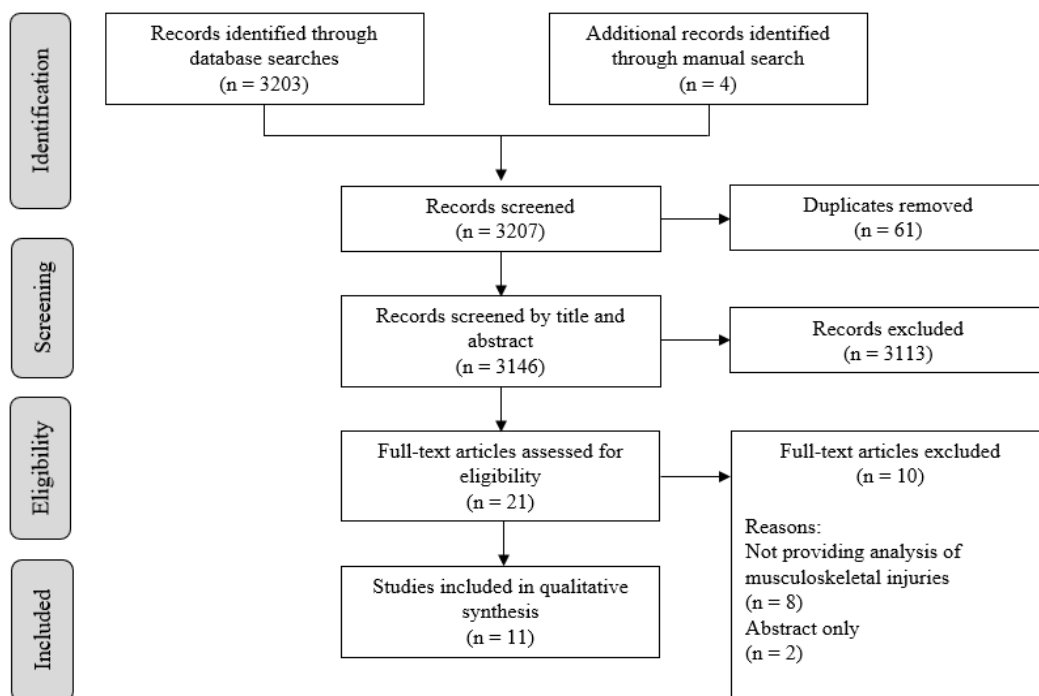 Identification
Records identified through
database searches
(n = 3203)
Additional records identified
through manual search
(n = 4)
Records screened
(n = 3207)
Duplicates removed
(n = 61)
Screening
Records screened by title and
abstract
(n = 3146)
Records excluded
(n = 3113)
Eligibility
Full-text articles assessed for
eligibility
(n = 21)
Full-text articles excluded
(n = 10)
Reasons:
Not providing analysis of
musculoskeletal injuries
(n = 8)
Abstract only
(n = 2)
Included
Studies included in qualitative
synthesis
(n = 11)